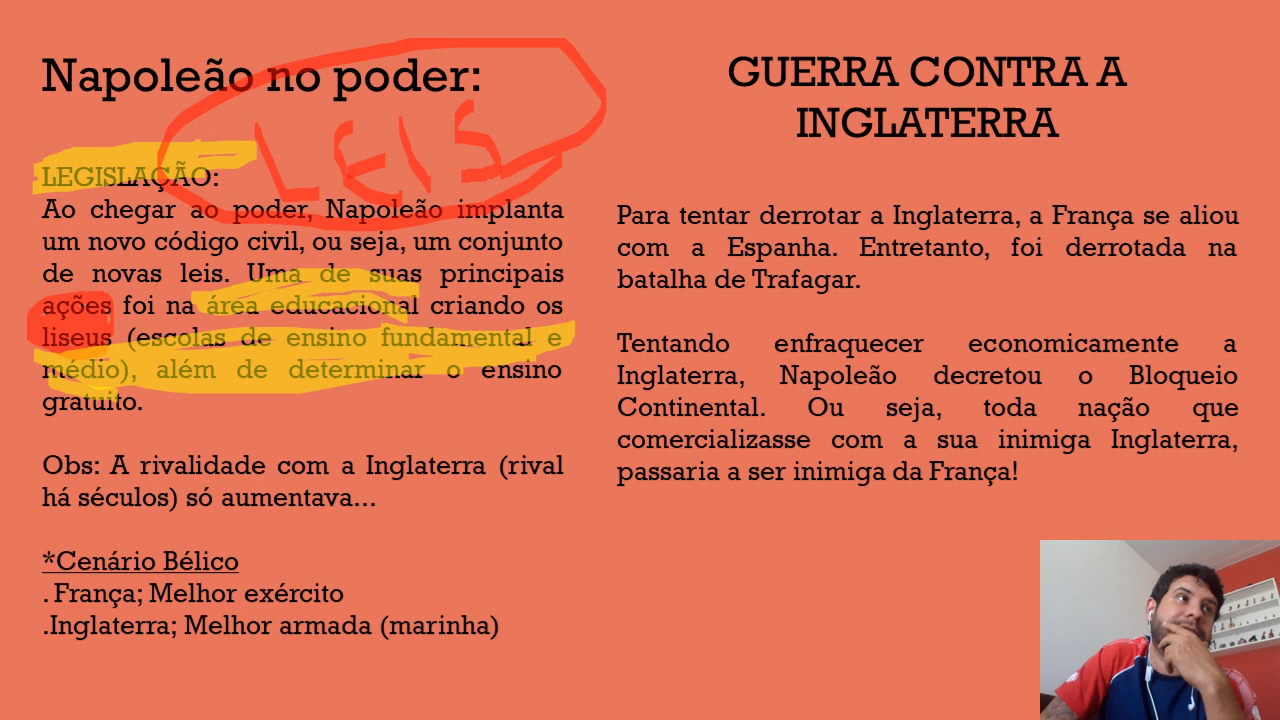 Napoleão no poder:
LEIS
LEGISLAÇÃO:
Ao chegar ao poder, Napoleão implanta
um novo código civil, ou seja, um conjunto
de novas leis. Uma de suas principais
ações foi na área educacional criando os
liseus (escolas de ensino fundamental e
médio), além de determinar o ensino
gratuito.
Obs: A rivalidade com a Inglaterra (rival
há séculos) só aumentava...
*Cenário Bélico
. França; Melhor exército
.Inglaterra; Melhor armada (marinha)
GUERRA CONTRA A
INGLATERRA
Para tentar derrotar a Inglaterra, a França se aliou
com a Espanha. Entretanto, foi derrotada na
batalha de Trafagar.
Tentando enfraquecer economicamente a
Inglaterra, Napoleão decretou o Bloqueio
Continental. Ou seja, toda nação que
comercializasse com a sua inimiga Inglaterra,
passaria a ser inimiga da França!